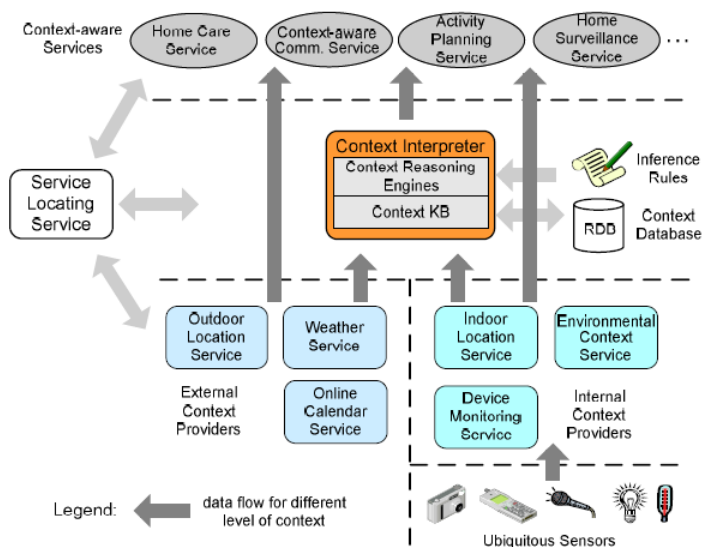 Context-aware
Services
Home Care
Service
Context-aware
Comm. Service
Activity
Planning
Service
Home
Surveillance
Service
...
Service
Locating
Service
Context Interpreter
Context Reasoning
Engines
Context KB
Inference
Rules
RDB
Context
Database
Outdoor
Location
Service
Weather
Service
Indoor
Location
Service
Environmental
Context
Service
External
Context
Providers
Online
Calendar
Service
Device
Monitoring
Service
Internal
Context
Providers
Legend:
data flow for different
level of context
Ubiquitous Sensors